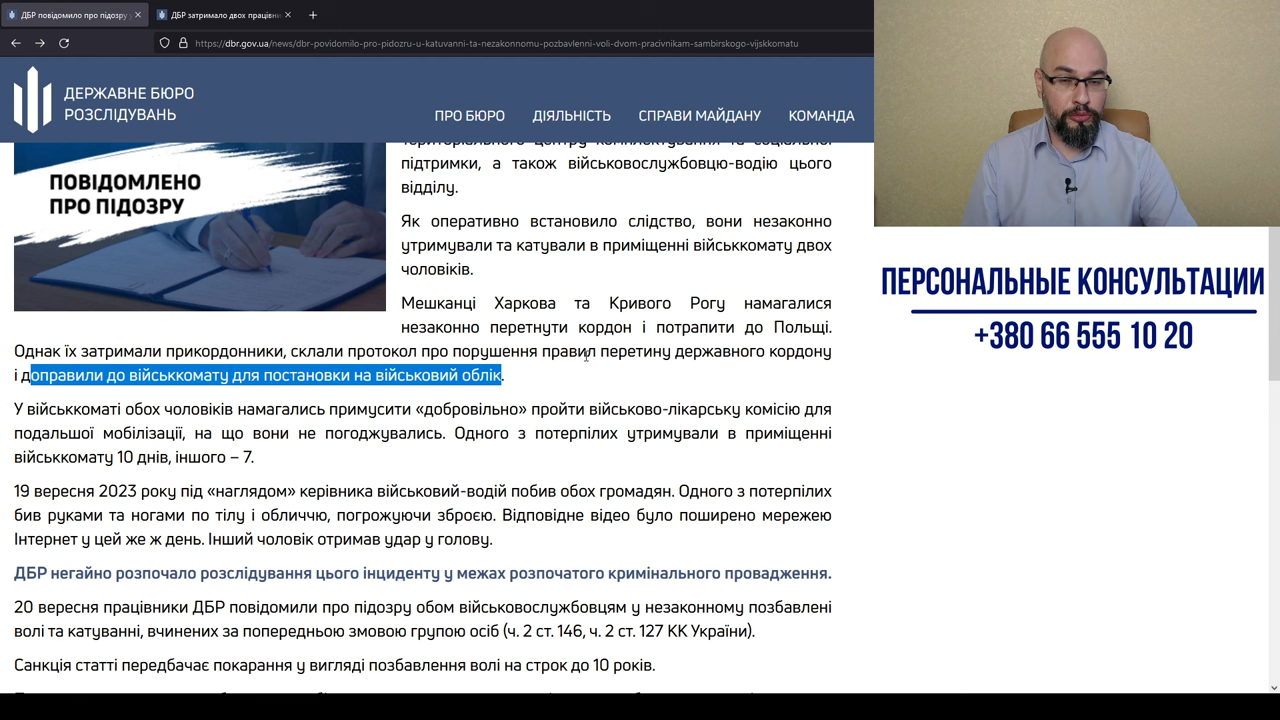 ДБР повідомило про підозру у
ДБР затримало двох працівни
https://dbr.gov.ua/news/dbr-povidomilo-pro-pidozru-u-katuvanni-ta-nezakonnomu-pozbavlenni-voli-dvom-pracivnikam-sambirskogo-vijskkomatu
ДЕРЖАВНЕ БЮРО
РОЗСЛІДУВАНЬ
ПРО БЮРО ДІЯЛЬНІСТЬ СПРАВИ МАЙДАНУ КОМАНДА
ПОВІДОМЛЕНО
ПРО ПІДОЗРУ
територіального центру комплектування та соціальної
підтримки, а також військовослужбовцю-водію цього
відділу.
Як оперативно встановило слідство, вони незаконно
утримували та катували в приміщенні військкомату двох
чоловіків.
Мешканці Харкова та Кривого Рогу намагалися
незаконно перетнути кордон і потрапити до Польщі.
Однак їх затримали прикордонники, склали протокол про порушення правил перетину державного кордону
і доправили до військкомату для постановки на військовий облік.
У військкоматі обох чоловіків намагались примусити «добровільно» пройти військово-лікарську комісію для
подальшої мобілізації, на що вони не погоджувались. Одного з потерпілих утримували в приміщенні
військкомату 10 днів, іншого – 7.
19 вересня 2023 року під «наглядом» керівника військовий-водій побив обох громадян. Одного з потерпілих
бив руками та ногами по тілу і обличчю, погрожуючи зброєю. Відповідне відео було поширено мережею
Інтернет у цей же ж день. Інший чоловік отримав удар у голову.
ДБР негайно розпочало розслідування цього інциденту у межах розпочатого кримінального провадження.
20 вересня працівники ДБР повідомили про підозру обом військовослужбовцям у незаконному позбавлені
волі та катуванні, вчинених за попередньою змовою групою осіб (ч. 2 ст. 146, ч. 2 ст. 127 КК України).
Санкція статті передбачає покарання у вигляді позбавлення волі на строк до 10 років.
ПЕРСОНАЛЬНЫЕ КОНСУЛЬТАЦИИ
+380 66 555 10 20